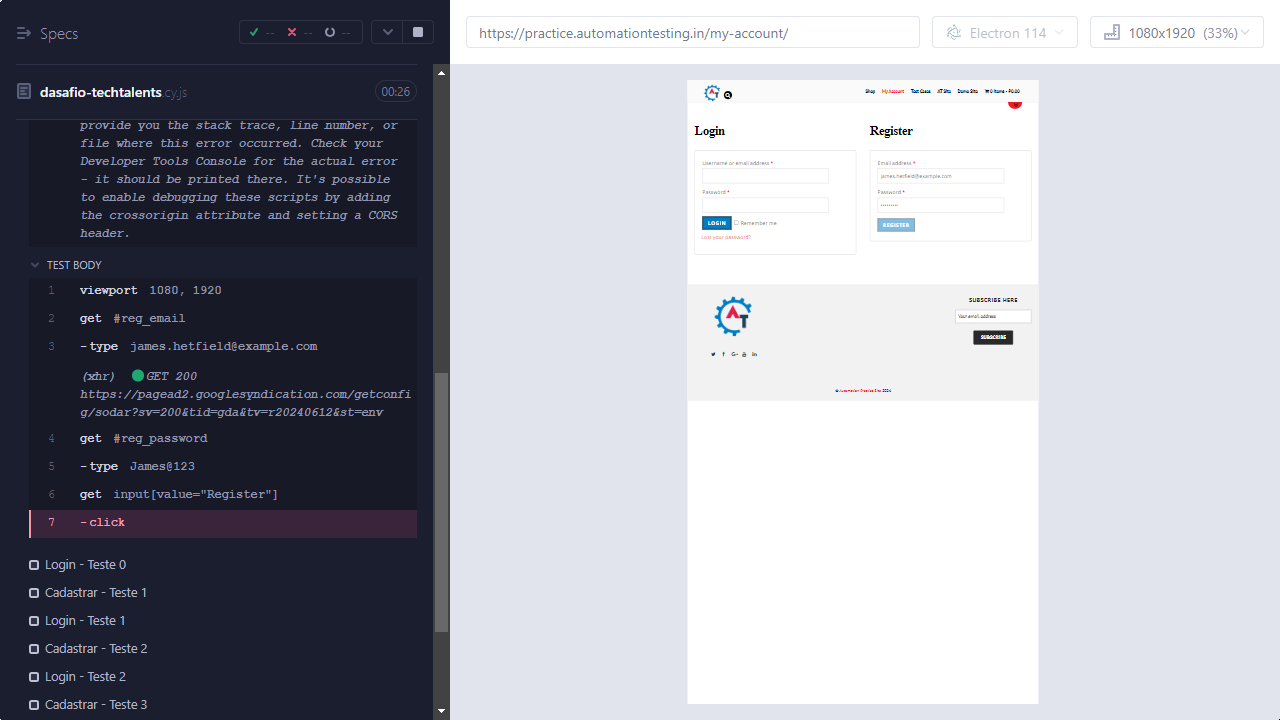 Specs
-- -- --
dasafio-techtalents.cy.js
00:26
provide you the stack trace, line number, or
file where this error occurred. Check your
Developer Tools Console for the actual error
- it should be printed there. It's possible
to enable debugging these scripts by adding
the crossorigin attribute and setting a CORS
header.
TEST BODY
1 viewport 1080, 1920
2 get #reg_email
3 -type james.hetfield@example.com
(xhr) GET 200
https://pagead2.googlesyndication.com/getconfi
g/sodar?sv=200&tid=gda&tv=r20240612&st=env
4 get #reg_password
5 -type James@123
6 get input[value="Register"]
7 -click
Login - Teste 0
Cadastrar - Teste 1
Login - Teste 1
Cadastrar - Teste 2
Login - Teste 2
Cadastrar - Teste 3
https://practice.automationtesting.in/my-account/
Electron 114
1080x1920 (33%)
AT
Shop My Account Test Cases AT Site Demo Site 0 items - ₹0.00
Login
Username or email address *
Password *
LOGIN Remember me
Lost your password?
Register
Email address *
james.hetfield@example.com
Password *
REGISTER
AT
SUBSCRIBE HERE
Your email address
SUBSCRIBE
© Automation Practice Site 2024